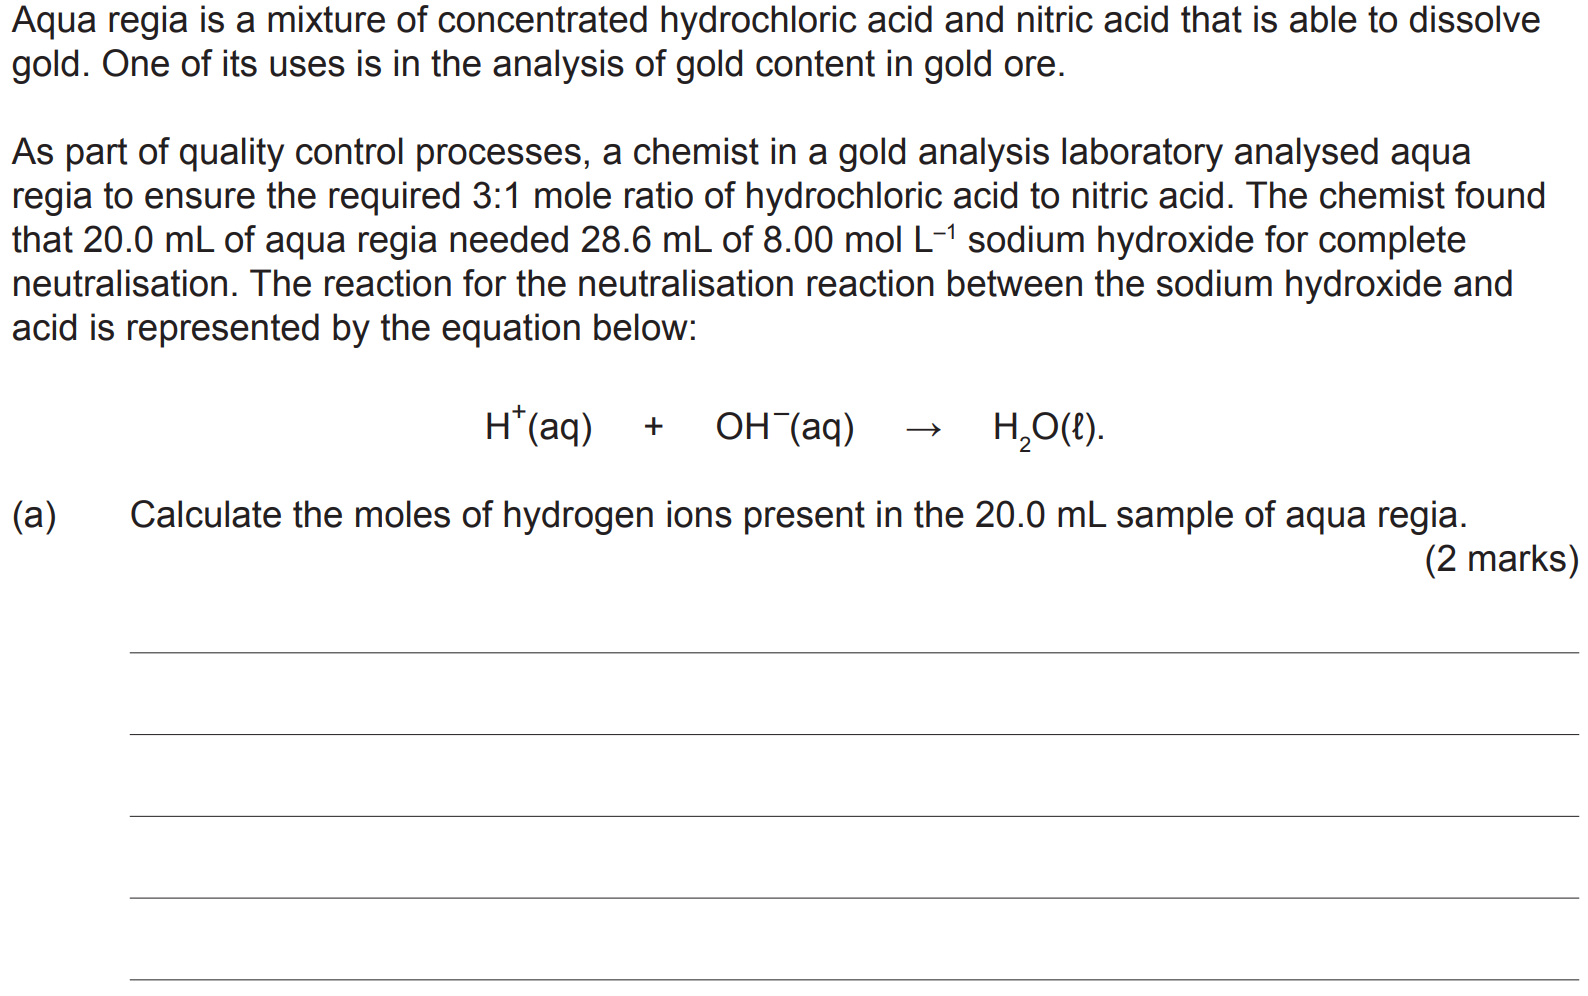 Aqua regia is a mixture of concentrated hydrochloric acid and nitric acid that is able to dissolve
gold. One of its uses is in the analysis of gold content in gold ore.
As part of quality control processes, a chemist in a gold analysis laboratory analysed aqua
regia to ensure the required 3:1 mole ratio of hydrochloric acid to nitric acid. The chemist found
that 20.0 mL of aqua regia needed 28.6 mL of 8.00 mol L⁻¹ sodium hydroxide for complete
neutralisation. The reaction for the neutralisation reaction between the sodium hydroxide and
acid is represented by the equation below:
H⁺(aq) + OH⁻(aq) → H₂O(ℓ).
(a) Calculate the moles of hydrogen ions present in the 20.0 mL sample of aqua regia.
(2 marks)